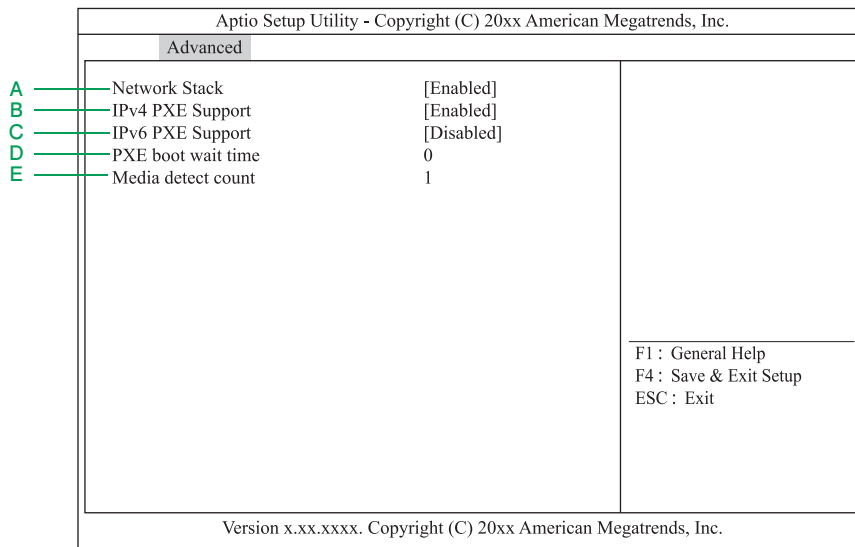 Aptio Setup Utility - Copyright (C) 20xx American Megatrends, Inc.
Advanced
A Network Stack [Enabled]
B IPv4 PXE Support [Enabled]
C IPv6 PXE Support [Disabled]
D PXE boot wait time 0
E Media detect count 1
F1 : General Help
F4 : Save & Exit Setup
ESC : Exit
Version x.xx.xxxx. Copyright (C) 20xx American Megatrends, Inc.